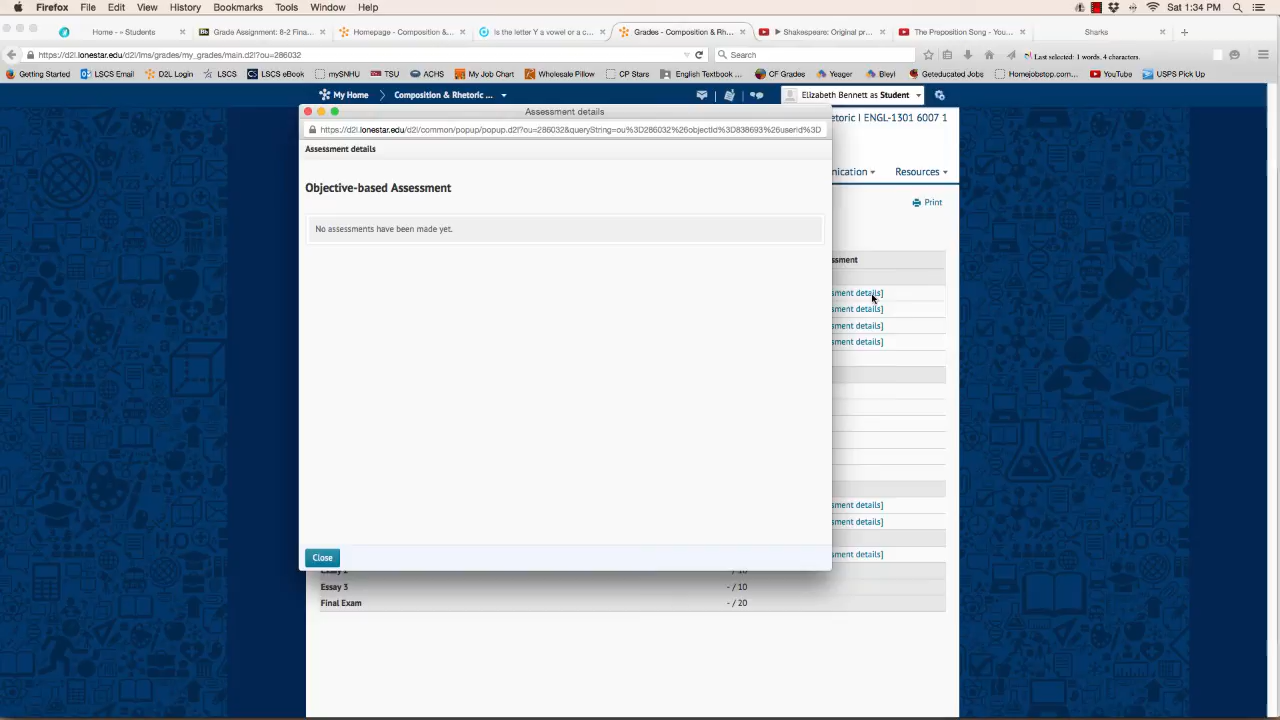 Firefox File Edit View History Bookmarks Tools Window Help Sat 1:34 PM
Home - »Students Grade Assignment: 8-2 Fina... Homepage - Composition &... Is the letter Y a vowel or a c... Grades - Composition & Rh... Shakespeare: Original pr... The Preposition Song - You... Sharks
https://d2l.lonestar.edu/d2l/lms/grades/my_grades/main.d2l?ou=286032 Search Last selected: 1 words, 4 characters.
Getting Started LSCS Email D2L Login LSCS LSCS eBook mySNHU TSU ACHS My Job Chart Wholesale Pillow CP Stars English Textbook ... CF Grades Yeager Bley! Geteducated Jobs Homejobstop.com/ YouTube USPS Pick Up
My Home Composition & Rhetoric ... Elizabeth Bennett as Student
Assessment details
https://d2l.lonestar.edu/d2l/common/popup/popup.d2l?ou=286032&queryString=ou%3D286032%26objectId%3D838693%26userid%3D
etoric I ENGL-1301 6007 1
Assessment details
nication Resources
Objective-based Assessment
Print
No assessments have been made yet.
ssment
sment details]
sment details]
sment details]
sment details]
sment details]
sment details]
sment details]
Close
Essay 2 - / 10
Essay 3 - / 10
Final Exam - / 20